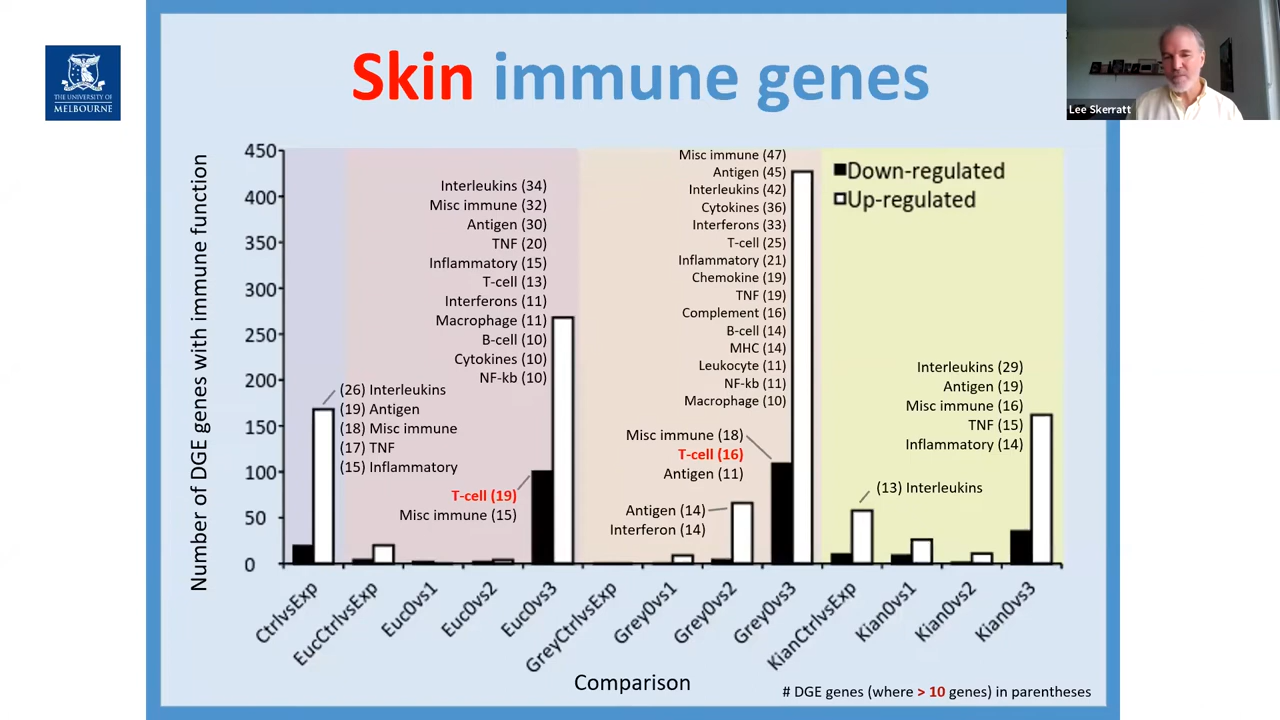 THE UNIVERSITY OF
MELBOURNE
Lee Skerratt
Skin immune genes
Number of DGE genes with immune function
450
400
350
300
250
200
150
100
50
0
(26) Interleukins
(19) Antigen
(18) Misc immune
(17) TNF
(15) Inflammatory
Interleukins (34)
Misc immune (32)
Antigen (30)
TNF (20)
Inflammatory (15)
T-cell (13)
Interferons (11)
Macrophage (11)
B-cell (10)
Cytokines (10)
NF-kb (10)
T-cell (19)
Misc immune (15)
Misc immune (47)
Antigen (45)
Interleukins (42)
Cytokines (36)
Interferons (33)
T-cell (25)
Inflammatory (21)
Chemokine (19)
TNF (19)
Complement (16)
B-cell (14)
MHC (14)
Leukocyte (11)
NF-kb (11)
Macrophage (10)
Misc immune (18)
T-cell (16)
Antigen (11)
Antigen (14)
Interferon (14)
Down-regulated
Up-regulated
Interleukins (29)
Antigen (19)
Misc immune (16)
TNF (15)
Inflammatory (14)
(13) Interleukins
CtrlvsExp
EucCtrlvsExp
Euc0vs1
Euc0vs2
Euc0vs3
GreyCtrlvsExp
Grey0vs1
Grey0vs2
Grey0vs3
KianCtrlvsExp
Kian0vs1
Kian0vs2
Kian0vs3
Comparison
# DGE genes (where > 10 genes) in parentheses